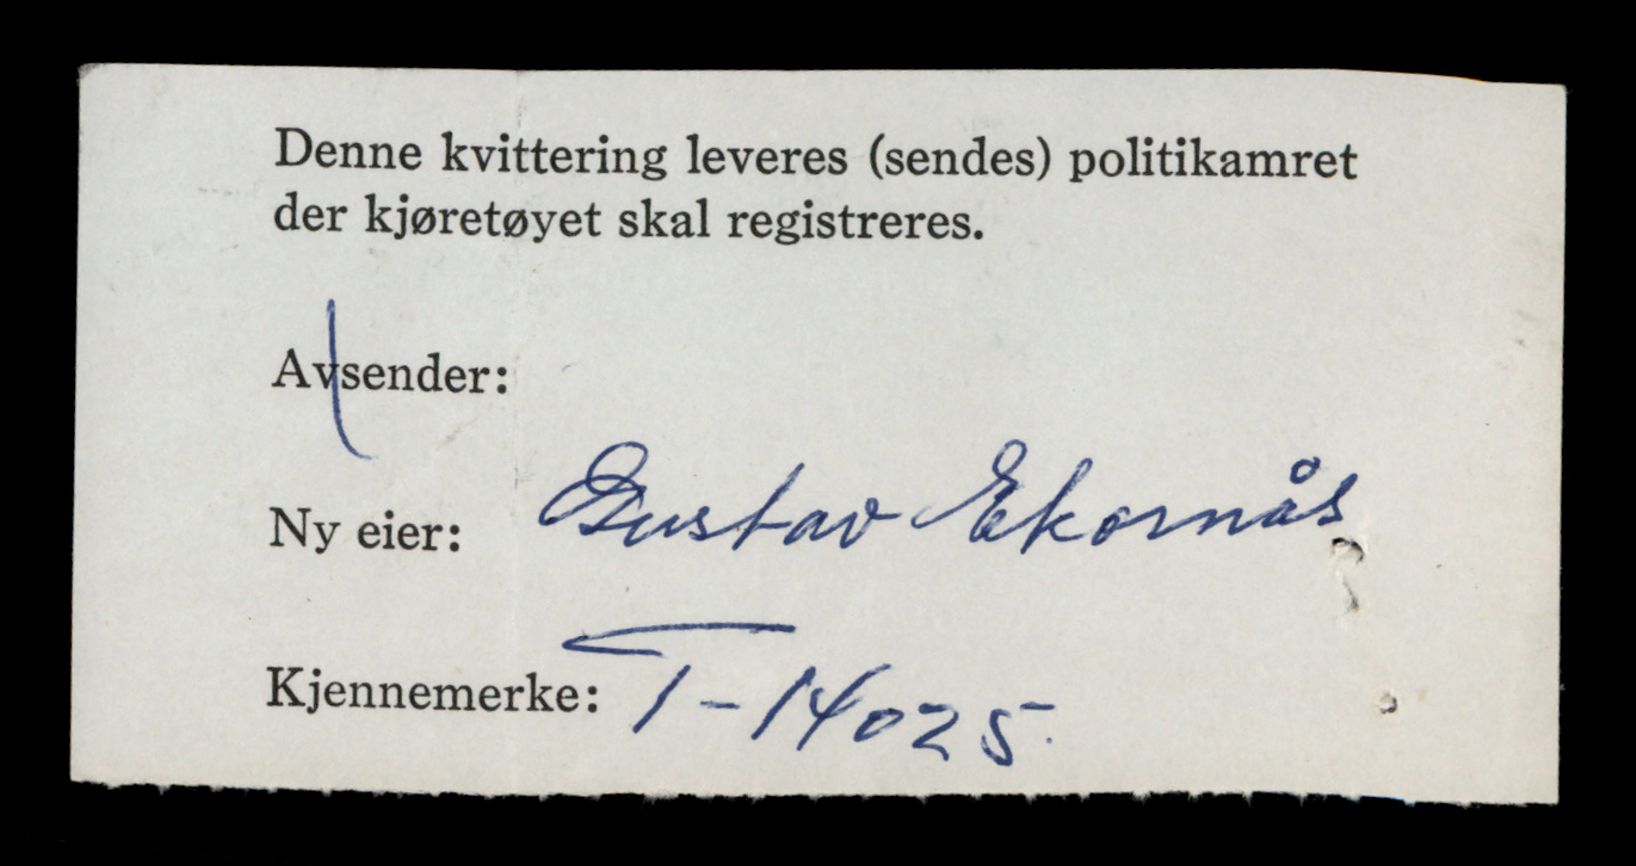 Denne kvittering leveres (sendes) politikamret
der kjøretøyet skal registreres.
Avsender:
Ny eier: Gustav Ekornås
Kjennemerke: T-14025